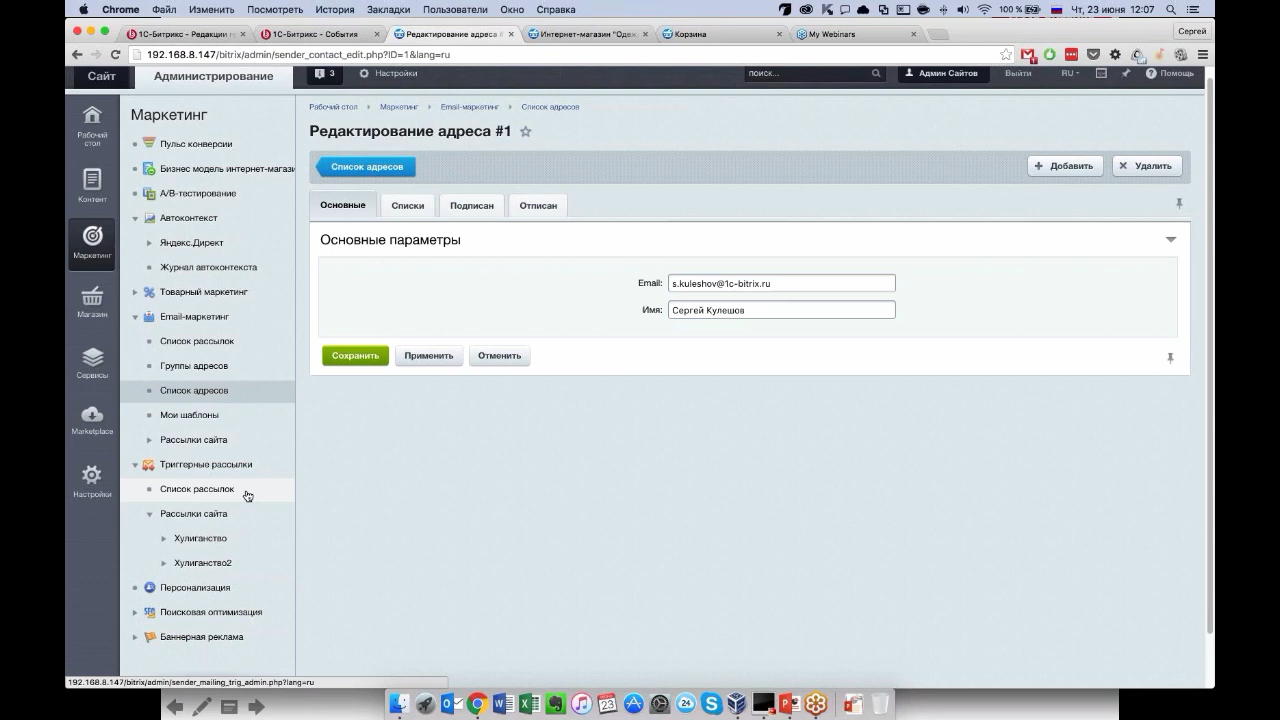 Chrome Файл Изменить Посмотреть История Закладки Пользователи Окно Справка 100 % Чт, 23 июня 12:07
1С-Битрикс – Редакции п 1С-Битрикс - События Редактирование адреса # Интернет-магазин "Одеж Корзина My Webinars Сергей
192.168.8.147/bitrix/admin/sender_contact_edit.php?ID=1&lang=ru
Сайт Администрирование 3 Настройки поиск... Админ Сайтов Выйти RU Помощь
Рабочий стол
Контент
Маркетинг
Магазин
Сервисы
Marketplace
Настройки
Маркетинг
Пульс конверсии
Бизнес модель интернет-магази
A/B-тестирование
Автоконтекст
Яндекс.Директ
Журнал автоконтекста
Товарный маркетинг
Email-маркетинг
Список рассылок
Группы адресов
Список адресов
Мои шаблоны
Рассылки сайта
Триггерные рассылки
Список рассылок
Рассылки сайта
Хулиганство
Хулиганство2
Персонализация
Поисковая оптимизация
Баннерная реклама
Рабочий стол Маркетинг Email-маркетинг Список адресов
Редактирование адреса #1
Список адресов Добавить Удалить
Основные Списки Подписан Отписан
Основные параметры
Email: s.kuleshov@1c-bitrix.ru
Имя: Сергей Кулешов
Сохранить Применить Отменить
192.168.8.147/bitrix/admin/sender_mailing_trig_admin.php?lang=ru
23 24